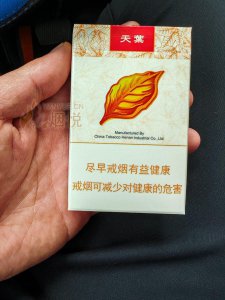 天葉
Manufactured By
China Tobacco Henan Industrial Co.,Ltd
尽早戒烟有益健康
戒烟可减少对健康的危害